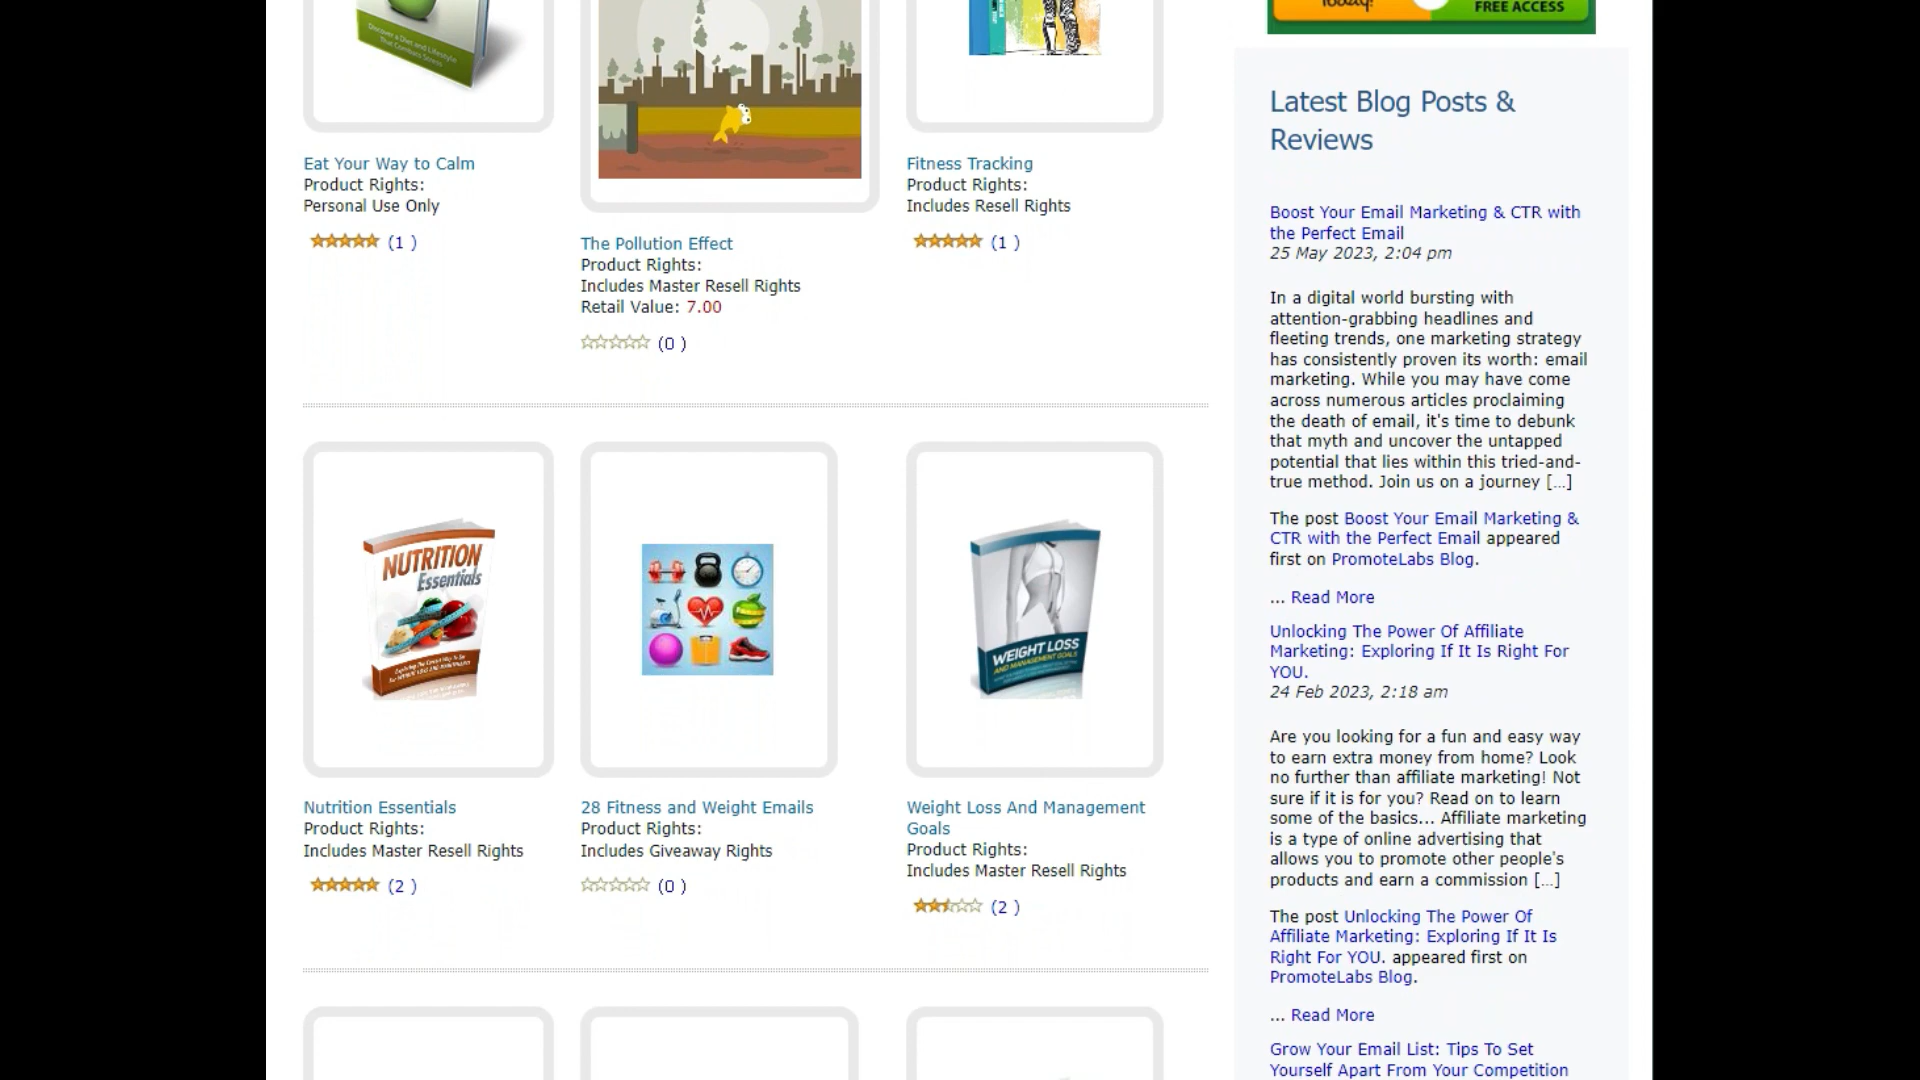 Discover a Diet and Lifestyle
That Combats Stress
Today!
FREE ACCESS
Eat Your Way to Calm
Product Rights:
Personal Use Only
(1 )
The Pollution Effect
Product Rights:
Includes Master Resell Rights
Retail Value: 7.00
(0 )
Fitness Tracking
Product Rights:
Includes Resell Rights
(1 )
NUTRITION
Essentials
WEIGHT LOSS
AND MANAGEMENT GOALS
Nutrition Essentials
Product Rights:
Includes Master Resell Rights
(2 )
28 Fitness and Weight Emails
Product Rights:
Includes Giveaway Rights
(0 )
Weight Loss And Management
Goals
Product Rights:
Includes Master Resell Rights
(2 )
Latest Blog Posts &
Reviews
Boost Your Email Marketing & CTR with
the Perfect Email
25 May 2023, 2:04 pm
In a digital world bursting with
attention-grabbing headlines and
fleeting trends, one marketing strategy
has consistently proven its worth: email
marketing. While you may have come
across numerous articles proclaiming
the death of email, it's time to debunk
that myth and uncover the untapped
potential that lies within this tried-and-
true method. Join us on a journey [...]
The post Boost Your Email Marketing &
CTR with the Perfect Email appeared
first on PromoteLabs Blog.
... Read More
Unlocking The Power Of Affiliate
Marketing: Exploring If It Is Right For
YOU.
24 Feb 2023, 2:18 am
Are you looking for a fun and easy way
to earn extra money from home? Look
no further than affiliate marketing! Not
sure if it is for you? Read on to learn
some of the basics... Affiliate marketing
is a type of online advertising that
allows you to promote other people's
products and earn a commission [...]
The post Unlocking The Power Of
Affiliate Marketing: Exploring If It Is
Right For YOU. appeared first on
PromoteLabs Blog.
... Read More
Grow Your Email List: Tips To Set
Yourself Apart From Your Competition